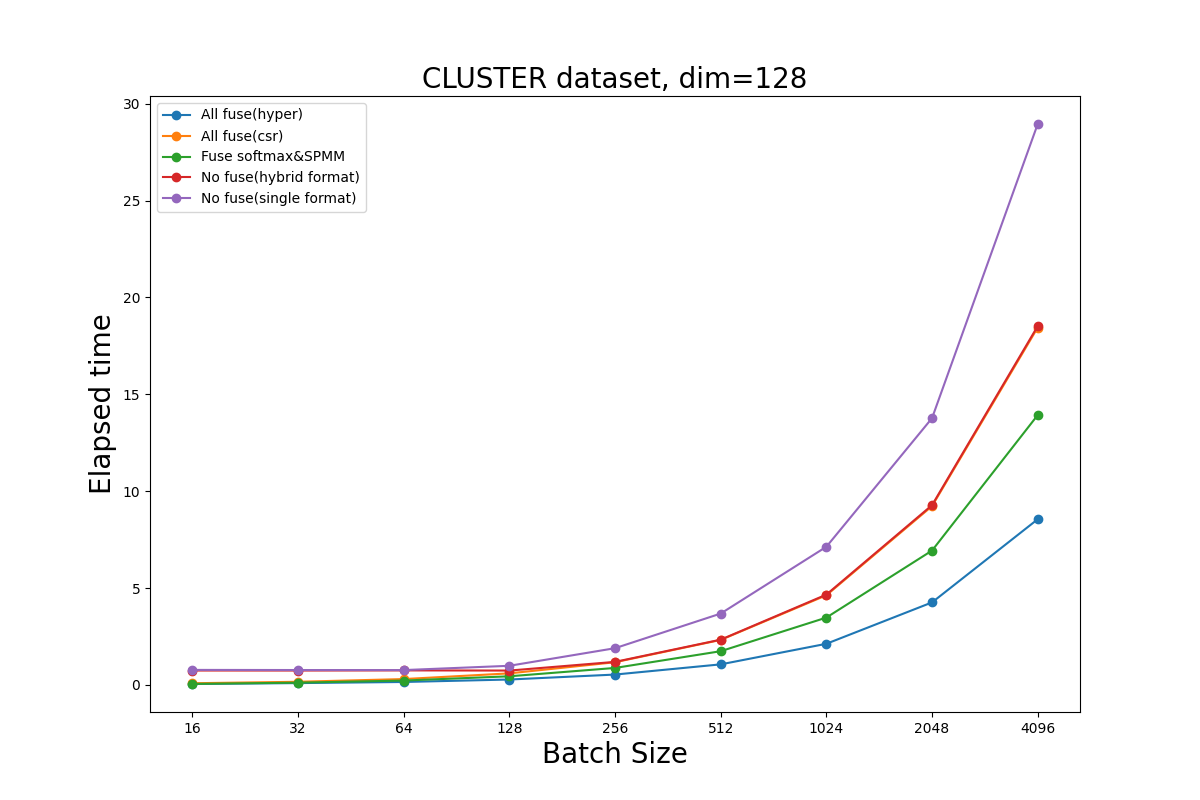 CLUSTER dataset, dim=128
All fuse(hyper)
All fuse(csr)
Fuse softmax&SPMM
No fuse(hybrid format)
No fuse(single format)
30
25
20
15
10
5
0
Elapsed time
16 32 64 128 256 512 1024 2048 4096
Batch Size